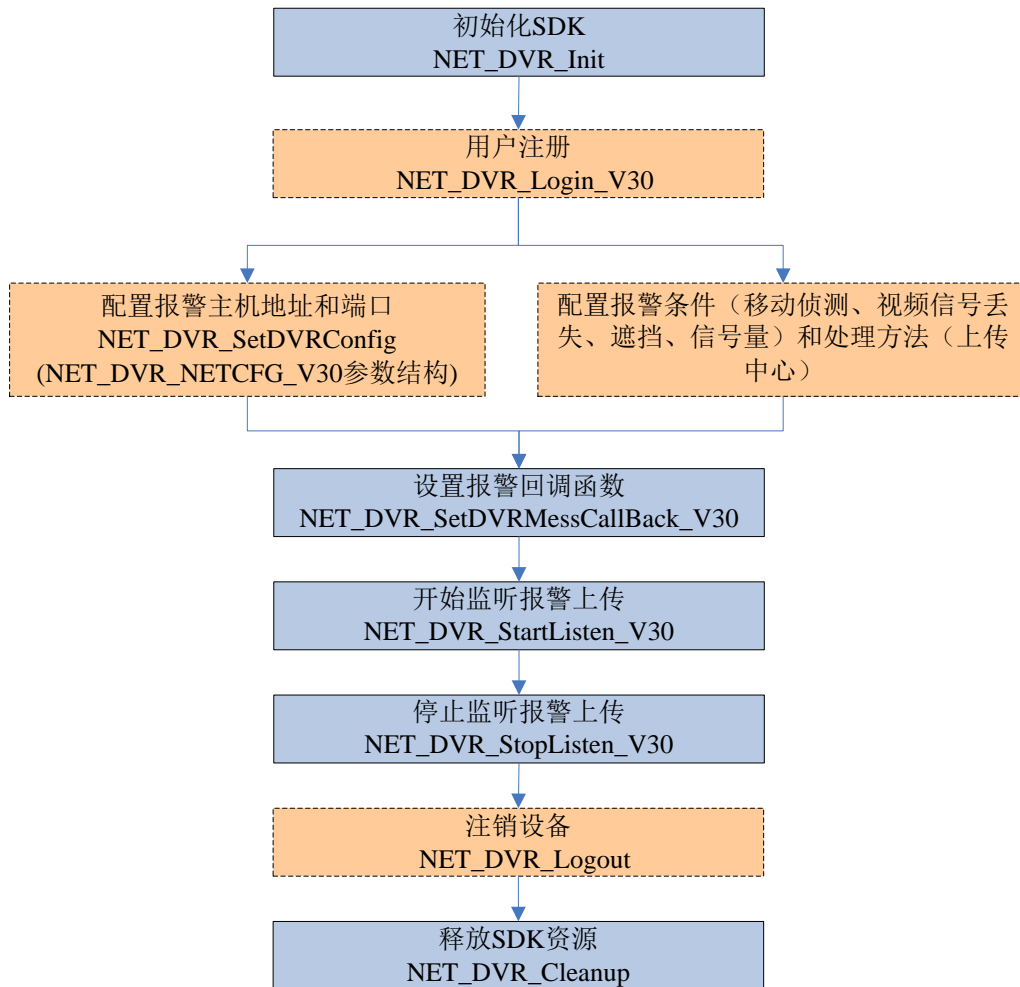 初始化SDK
NET_DVR_Init
用户注册
NET_DVR_Login_V30
配置报警主机地址和端口
NET_DVR_SetDVRConfig
(NET_DVR_NETCFG_V30参数结构)
配置报警条件（移动侦测、视频信号丢
失、遮挡、信号量）和处理方法（上传
中心）
设置报警回调函数
NET_DVR_SetDVRMessCallBack_V30
开始监听报警上传
NET_DVR_StartListen_V30
停止监听报警上传
NET_DVR_StopListen_V30
注销设备
NET_DVR_Logout
释放SDK资源
NET_DVR_Cleanup